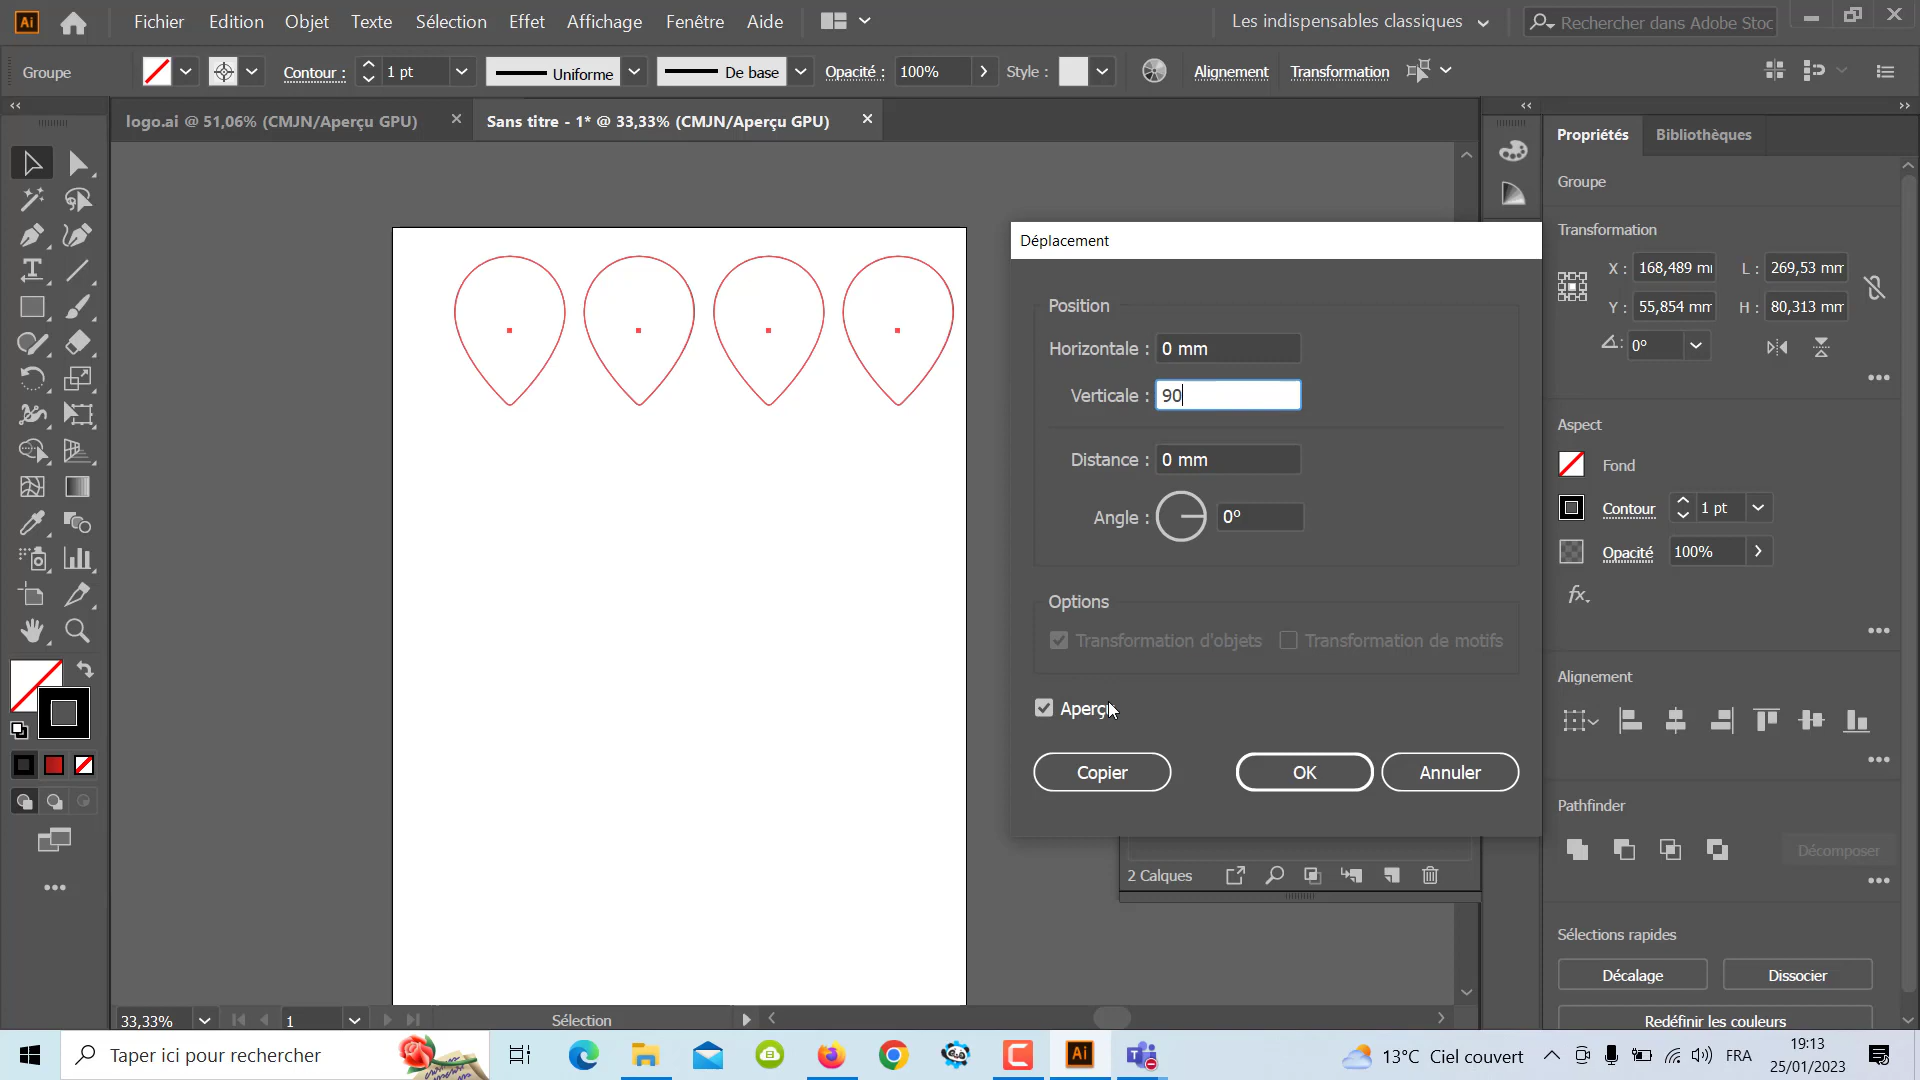 Ai Fichier Edition Objet Texte Sélection Effet Affichage Fenêtre Aide Les indispensables classiques Rechercher dans Adobe Stoc
Groupe Contour : 1 pt Uniforme De base Opacité : 100% Style : Alignement Transformation
logo.ai @ 51,06% (CMJN/Aperçu GPU) Sans titre - 1* @ 33,33% (CMJN/Aperçu GPU)
Propriétés Bibliothèques
Groupe
Transformation
X : 168,489 mm L : 269,53 mm
Y : 55,854 mm H : 80,313 mm
0°
Aspect
Fond
Contour 1 pt
Opacité 100%
fx.
Alignement
Pathfinder
Décomposer
Sélections rapides
Décalage Dissocier
Redéfinir les couleurs
Déplacement
Position
Horizontale : 0 mm
Verticale : 90
Distance : 0 mm
Angle : 0°
Options
Transformation d'objets Transformation de motifs
Aperçu
Copier OK Annuler
2 Calques
33,33% 1 Sélection
Taper ici pour rechercher Ai 13°C Ciel couvert FRA 19:13
25/01/2023